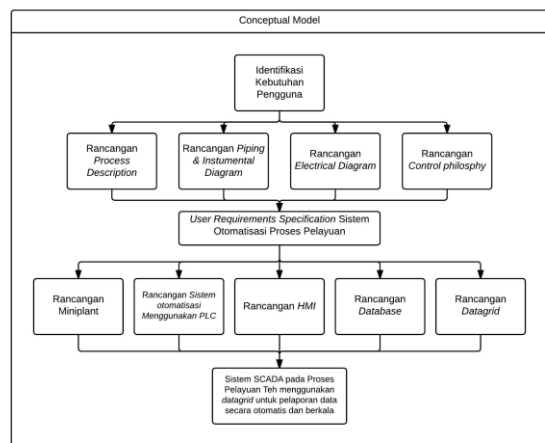 Conceptual Model
Identifikasi
Kebutuhan
Pengguna
Rancangan
Process
Description
Rancangan Piping
& Instumental
Diagram
Rancangan
Electrical Diagram
Rancangan
Control philosphy
User Requirements Specification Sistem
Otomatisasi Proses Pelayuan
Rancangan
Miniplant
Rancangan Sistem
otomatisasi
Menggunakan PLC
Rancangan HMI
Rancangan
Database
Rancangan
Datagrid
Sistem SCADA pada Proses
Pelayuan Teh menggunakan
datagrid untuk pelaporan data
secara otomatis dan berkala